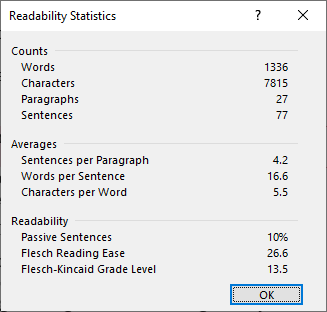 Readability Statistics ? ×
Counts
Words 1336
Characters 7815
Paragraphs 27
Sentences 77
Averages
Sentences per Paragraph 4.2
Words per Sentence 16.6
Characters per Word 5.5
Readability
Passive Sentences 10%
Flesch Reading Ease 26.6
Flesch-Kincaid Grade Level 13.5
OK